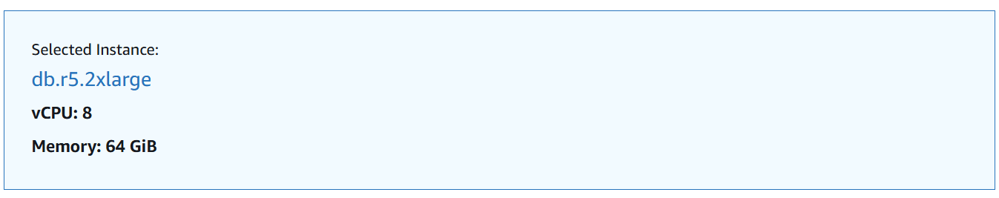 Selected Instance:
db.r5.2xlarge
vCPU: 8
Memory: 64 GiB